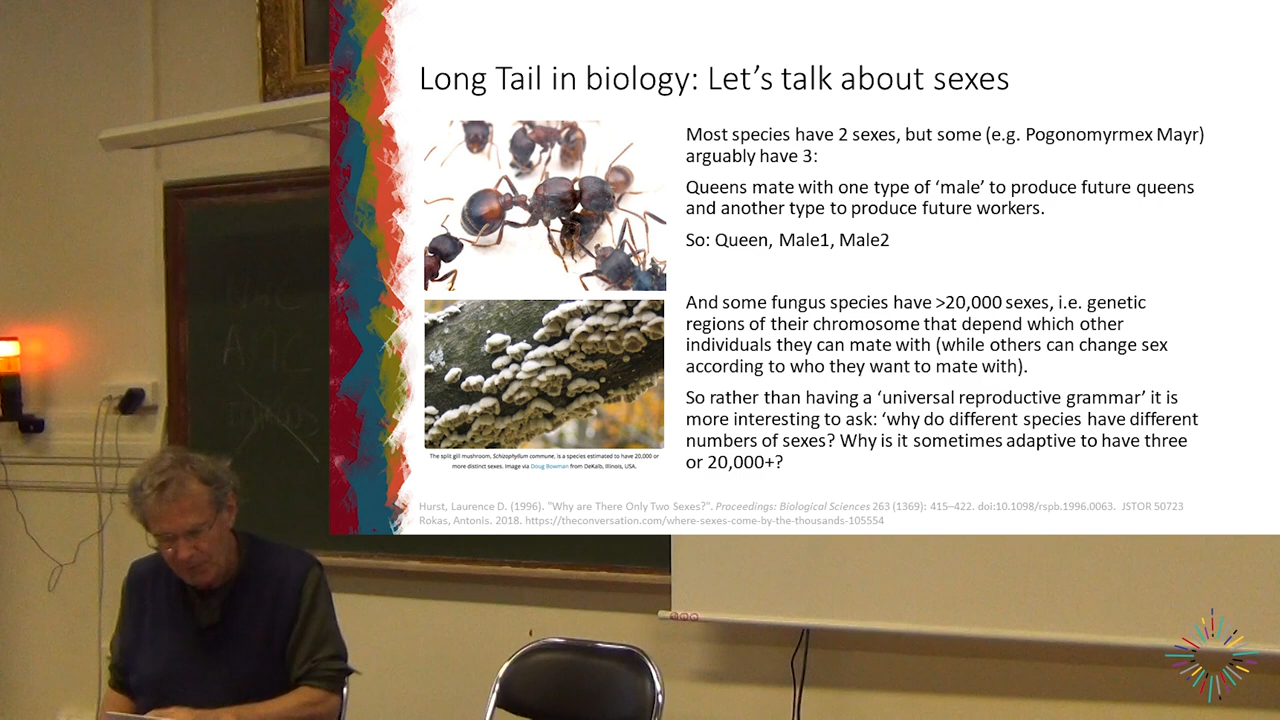 Long Tail in biology: Let's talk about sexes
Most species have 2 sexes, but some (e.g. Pogonomyrmex Mayr)
arguably have 3:
Queens mate with one type of 'male' to produce future queens
and another type to produce future workers.
So: Queen, Male1, Male2
And some fungus species have >20,000 sexes, i.e. genetic
regions of their chromosome that depend which other
individuals they can mate with (while others can change sex
according to who they want to mate with).
So rather than having a 'universal reproductive grammar' it is
more interesting to ask: 'why do different species have different
numbers of sexes? Why is it sometimes adaptive to have three
or 20,000+?
The split gill mushroom, Schizophyllum commune, is a species estimated to have 20,000 or
more distinct sexes. Image via Doug Bowman from DeKalb, Illinois, USA.
Hurst, Laurence D. (1996). "Why are There Only Two Sexes?". Proceedings: Biological Sciences 263 (1369): 415–422. doi:10.1098/rspb.1996.0063. JSTOR 50723
Rokas, Antonis. 2018. https://theconversation.com/where-sexes-come-by-the-thousands-105554